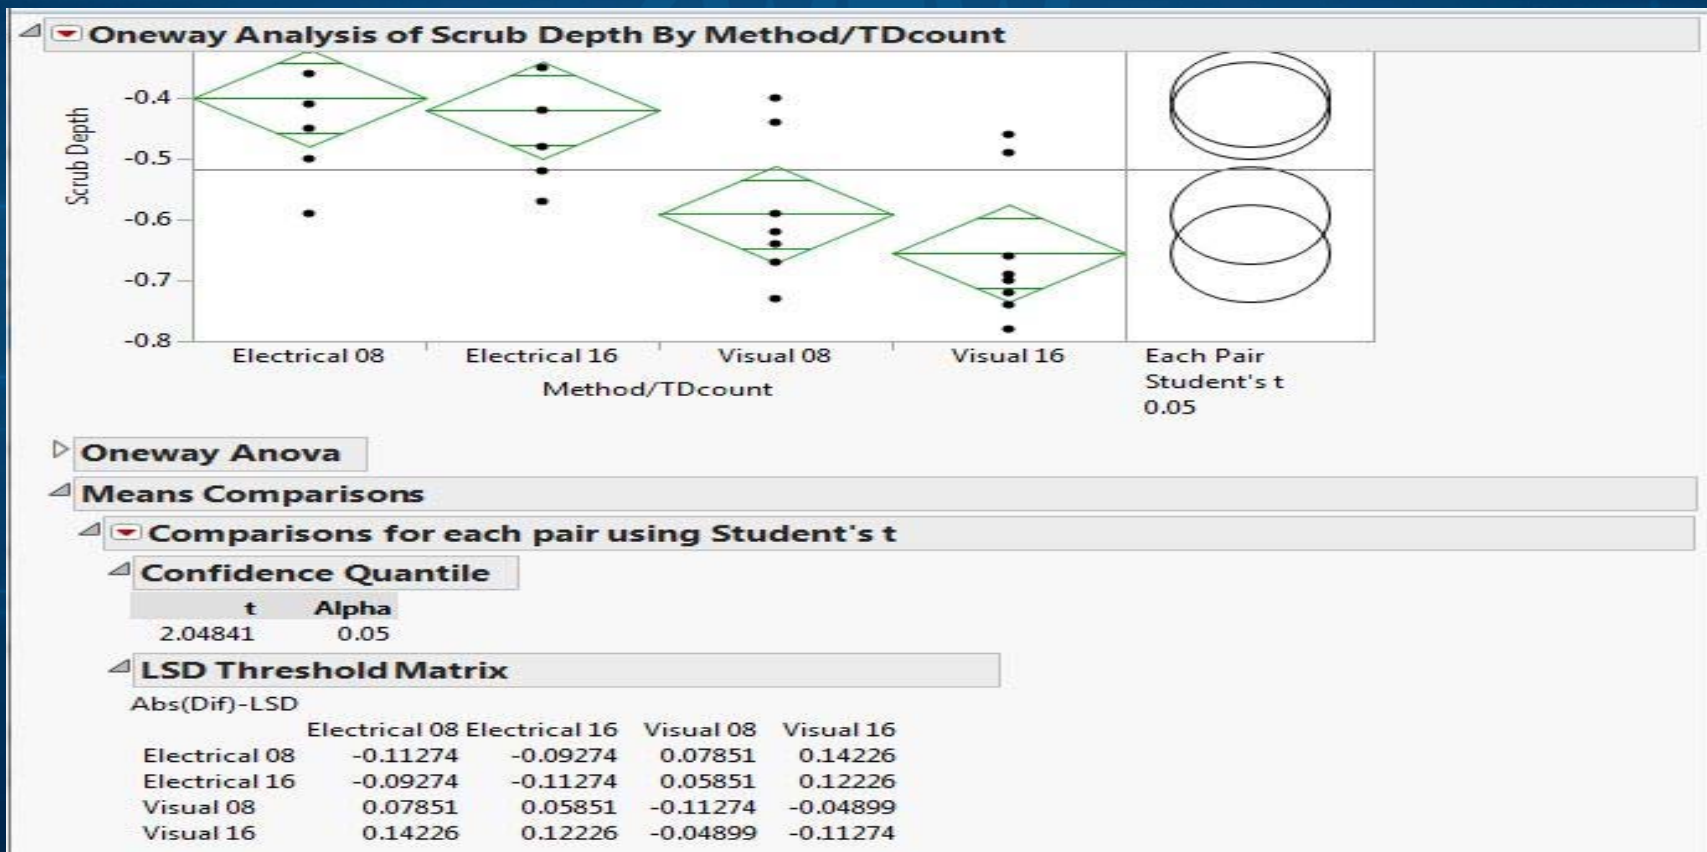 Oneway Analysis of Scrub Depth By Method/TDcount
-0.4
-0.5
-0.6
-0.7
-0.8
Scrub Depth
Electrical 08 Electrical 16 Visual 08 Visual 16
Method/TDcount
Each Pair
Student's t
0.05
Oneway Anova
Means Comparisons
Comparisons for each pair using Student's t
Confidence Quantile
t Alpha
2.04841 0.05
LSD Threshold Matrix
Abs(Dif)-LSD
Electrical 08 Electrical 16 Visual 08 Visual 16
Electrical 08 -0.11274 -0.09274 0.07851 0.14226
Electrical 16 -0.09274 -0.11274 0.05851 0.12226
Visual 08 0.07851 0.05851 -0.11274 -0.04899
Visual 16 0.14226 0.12226 -0.04899 -0.11274